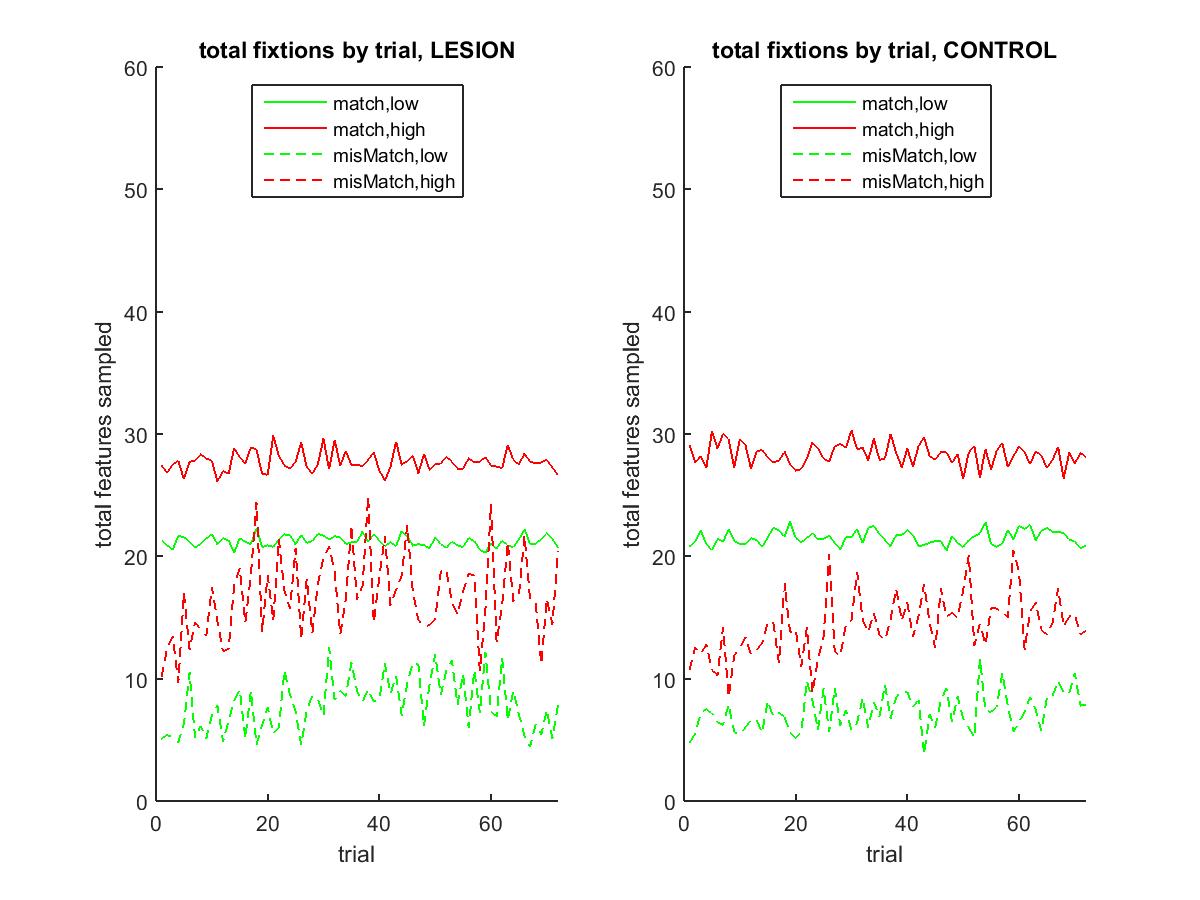 total fixtions by trial, LESION
match,low
match,high
misMatch,low
misMatch,high
60
50
40
30
20
10
0
total features sampled
0 20 40 60
trial
total fixtions by trial, CONTROL
match,low
match,high
misMatch,low
misMatch,high
60
50
40
30
20
10
0
total features sampled
0 20 40 60
trial